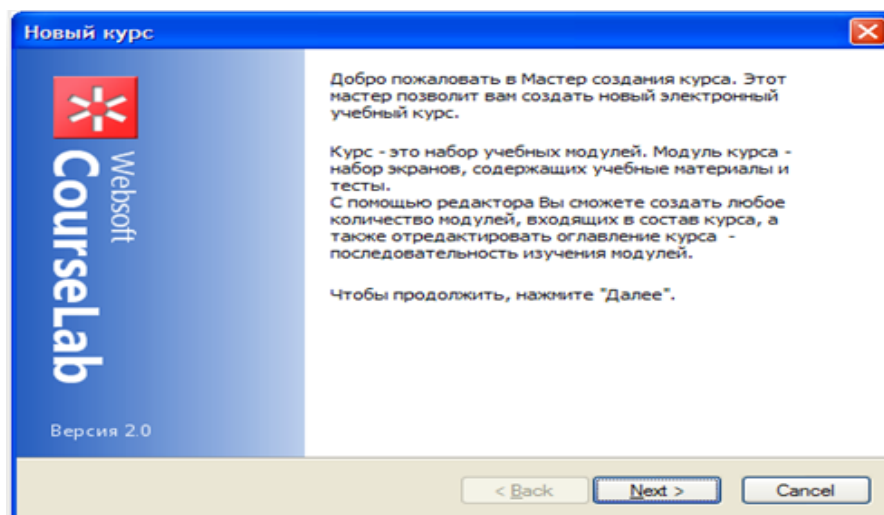 Новый курс
Добро пожаловать в Мастер создания курса. Этот
мастер позволит вам создать новый электронный
учебный курс.
Курс - это набор учебных модулей. Модуль курса -
набор экранов, содержащих учебные материалы и
тесты.
С помощью редактора Вы сможете создать любое
количество модулей, входящих в состав курса, а
также отредактировать оглавление курса -
последовательность изучения модулей.
Чтобы продолжить, нажмите "Далее".
Websoft
CourseLab
Версия 2.0
< Back
Next >
Cancel